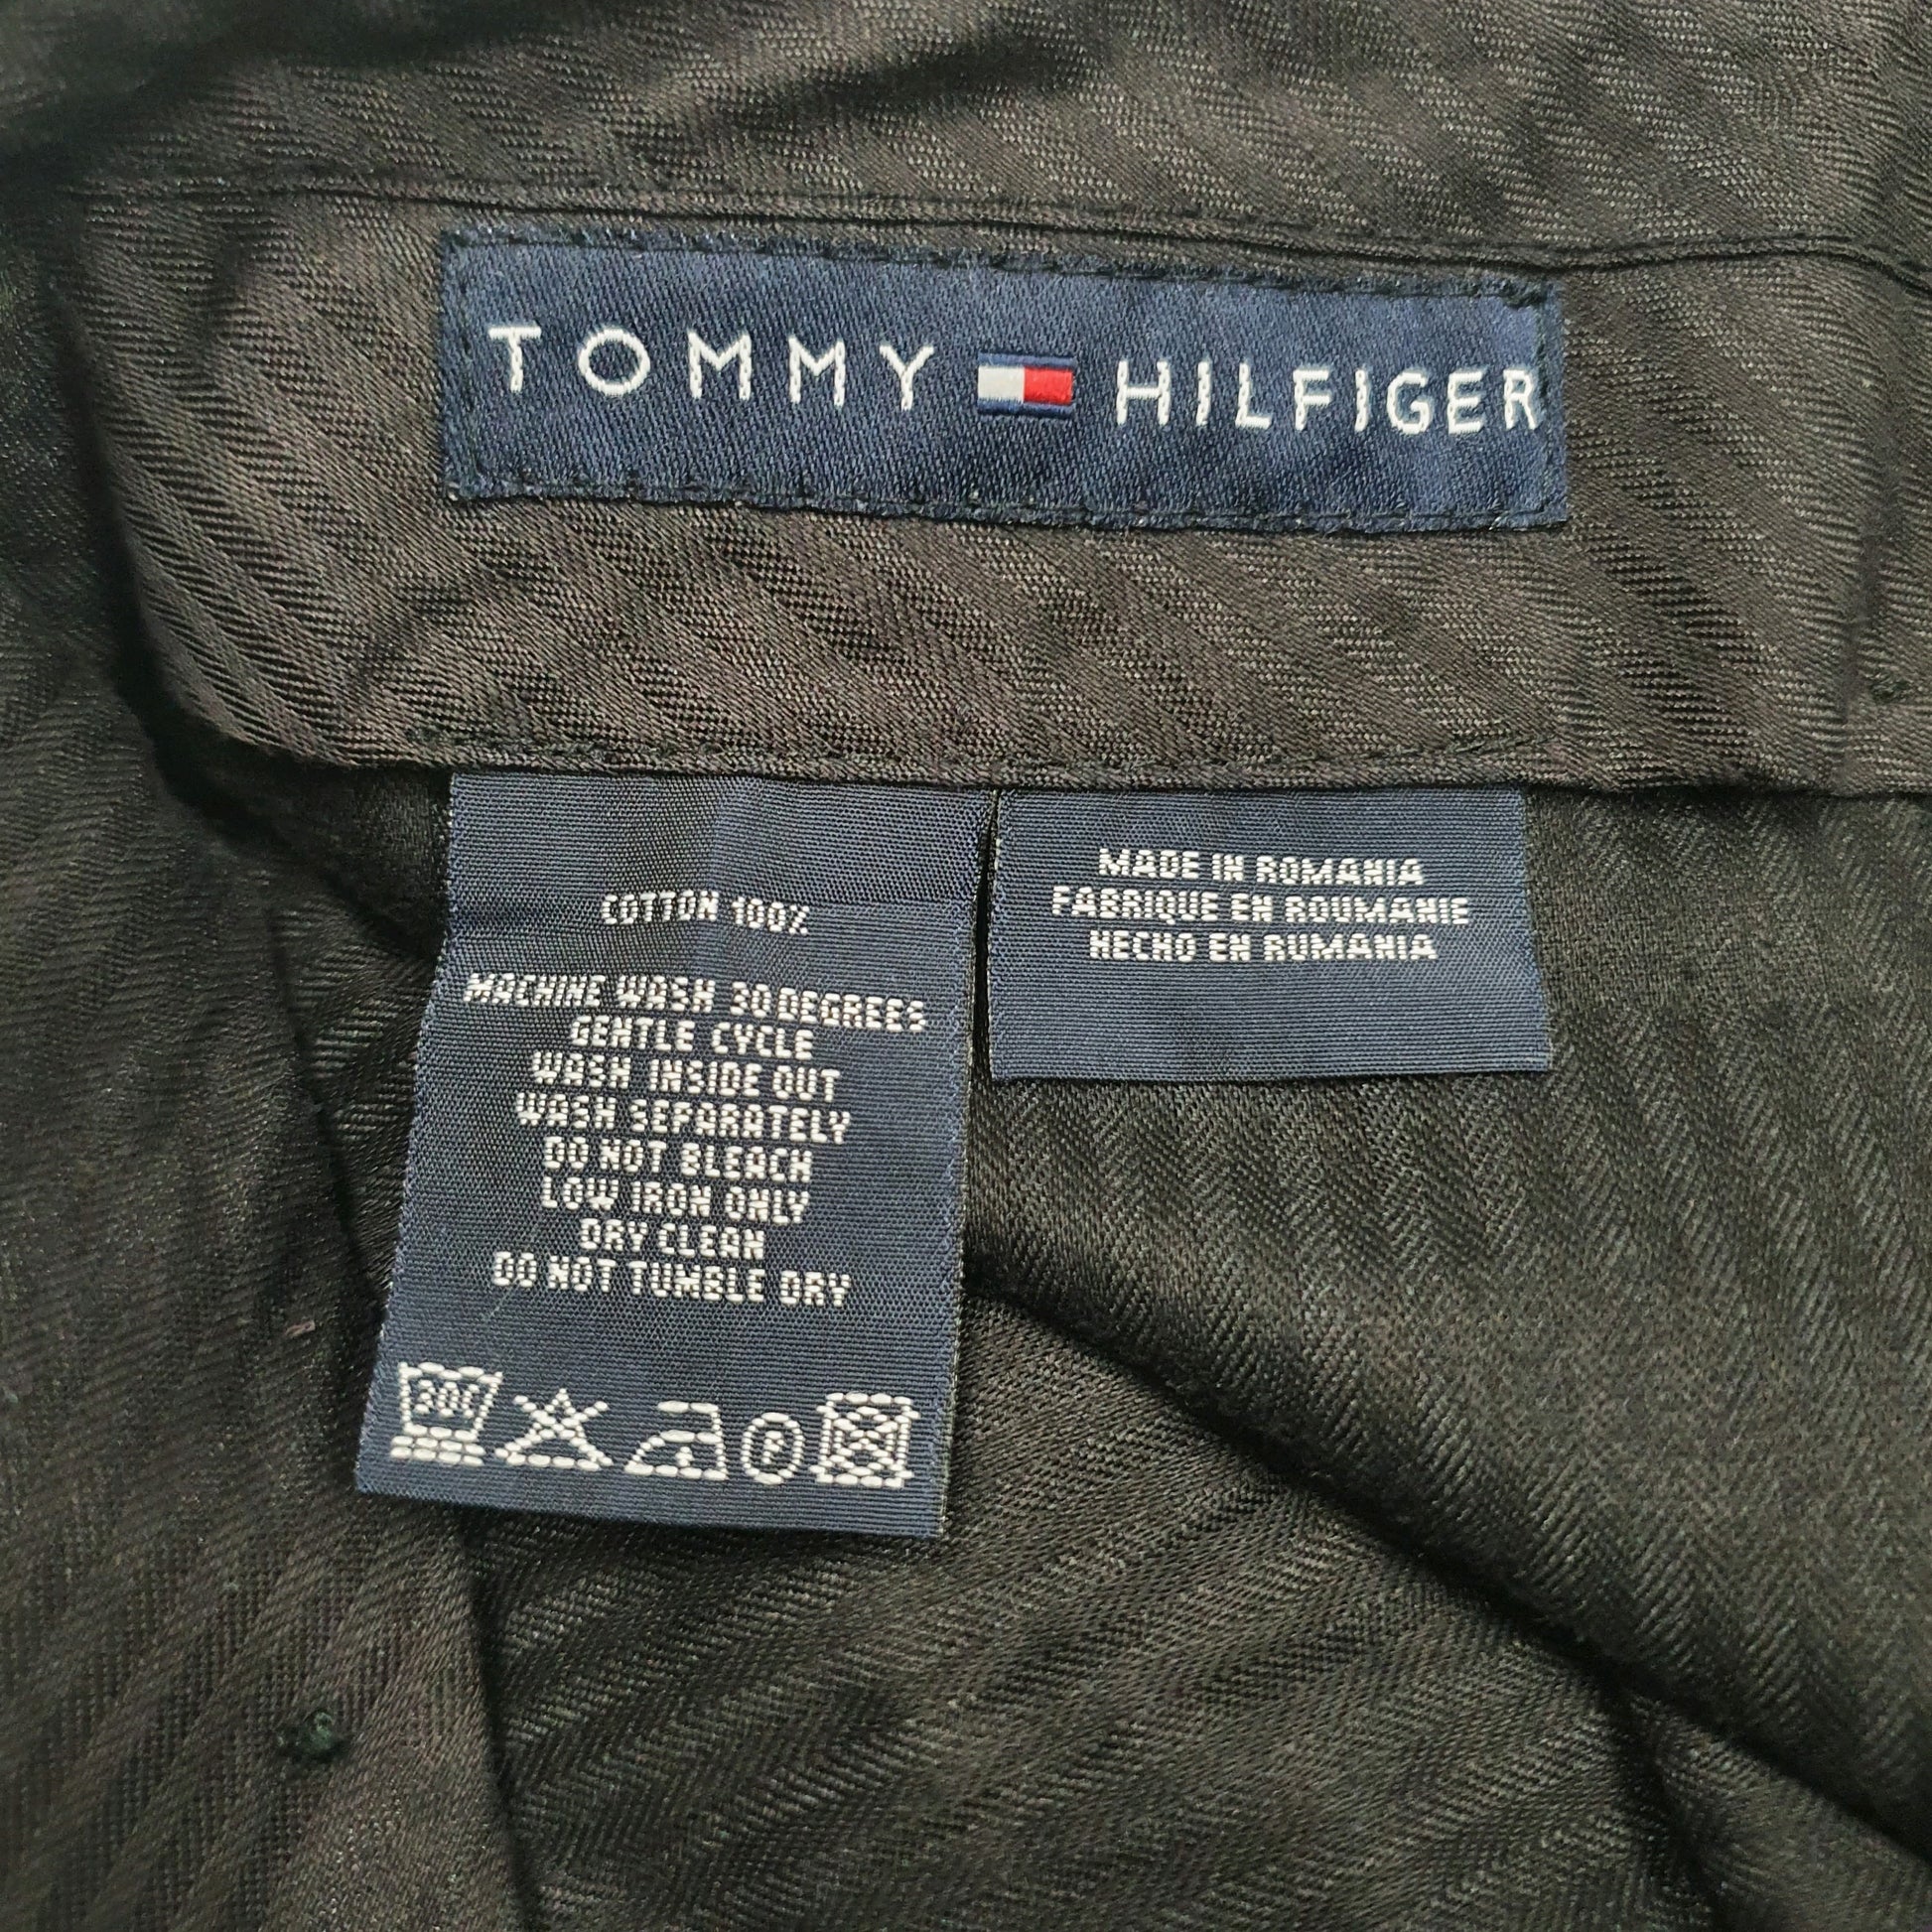 TOMMY HILFIGER
COTTON 100%
MACHINE WASH 30 DEGREES
GENTLE CYCLE
WASH INSIDE OUT
WASH SEPARATELY
DO NOT BLEACH
LOW IRON ONLY
DRY CLEAN
DO NOT TUMBLE DRY
30C
P
MADE IN ROMANIA
FABRIQUE EN ROUMANIE
HECHO EN RUMANIA